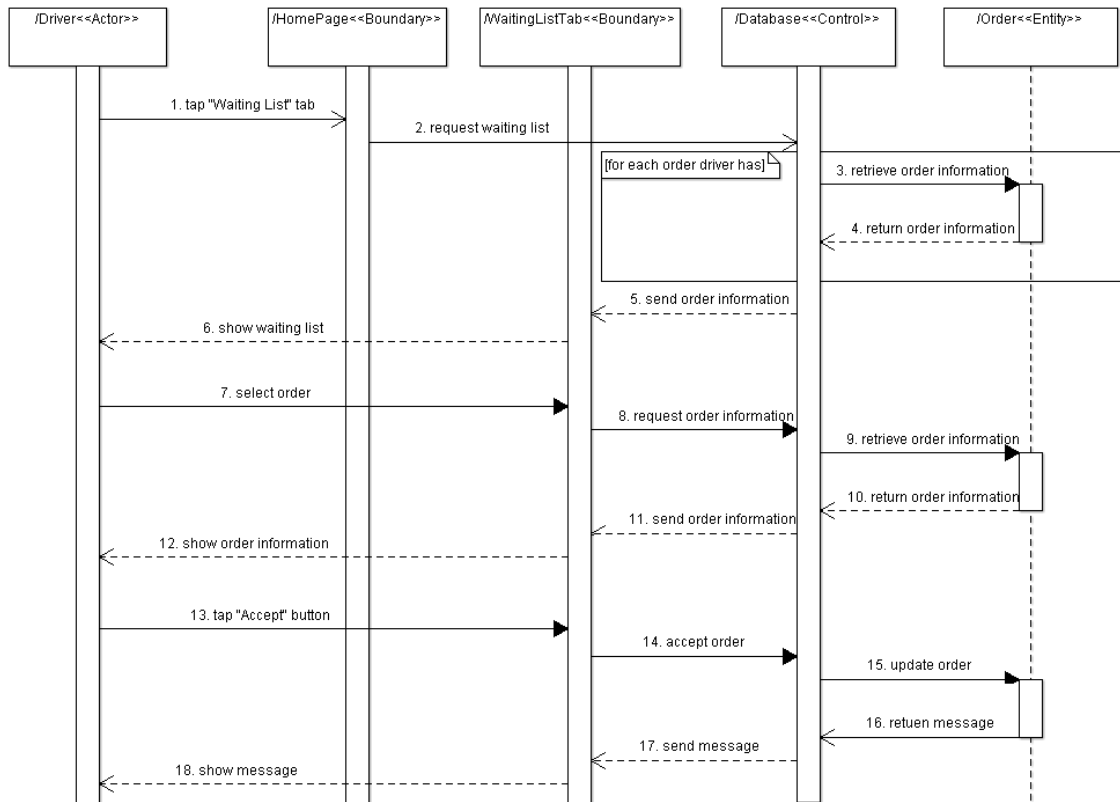 /Driver<<Actor>>
/HomePage<<Boundary>>
/WaitingListTab<<Boundary>>
/Database<<Control>>
/Order<<Entity>>
1. tap "Waiting List" tab
2. request waiting list
[for each order driver has]
3. retrieve order information
4. return order information
5. send order information
6. show waiting list
7. select order
8. request order information
9. retrieve order information
10. return order information
11. send order information
12. show order information
13. tap "Accept" button
14. accept order
15. update order
16. retuen message
17. send message
18. show message